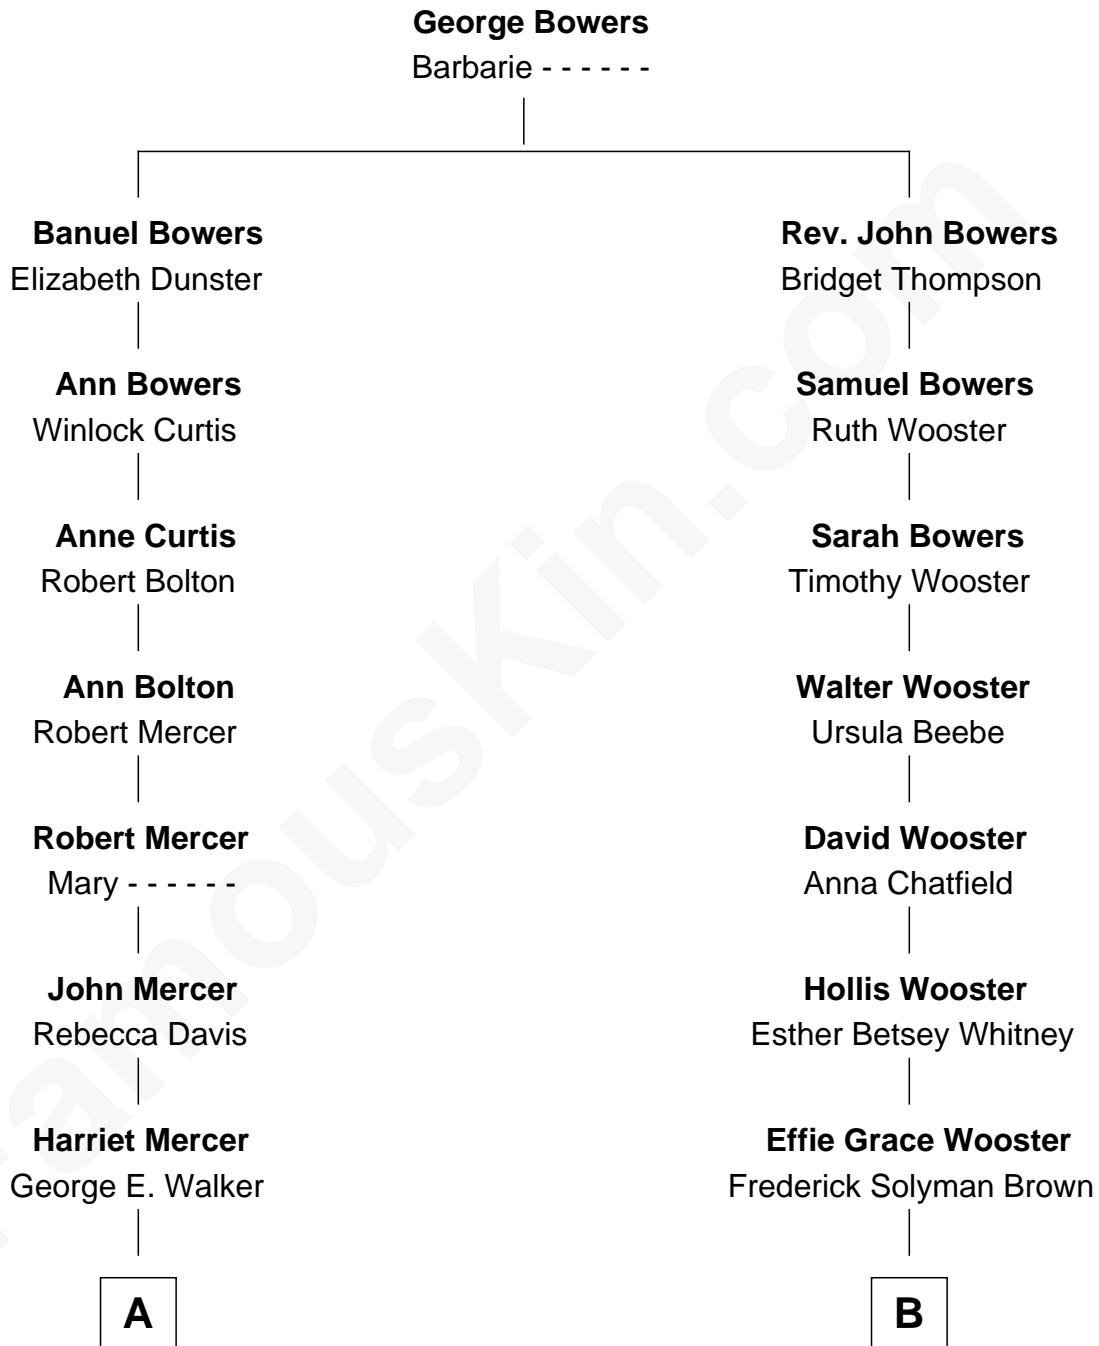 George Bowers
Barbarie - - - - - -
Banuel Bowers
Elizabeth Dunster
Ann Bowers
Winlock Curtis
Anne Curtis
Robert Bolton
Ann Bolton
Robert Mercer
Robert Mercer
Mary - - - - - -
John Mercer
Rebecca Davis
Harriet Mercer
George E. Walker
A
Rev. John Bowers
Bridget Thompson
Samuel Bowers
Ruth Wooster
Sarah Bowers
Timothy Wooster
Walter Wooster
Ursula Beebe
David Wooster
Anna Chatfield
Hollis Wooster
Esther Betsey Whitney
Effie Grace Wooster
Frederick Solyman Brown
B
FamousKin.com